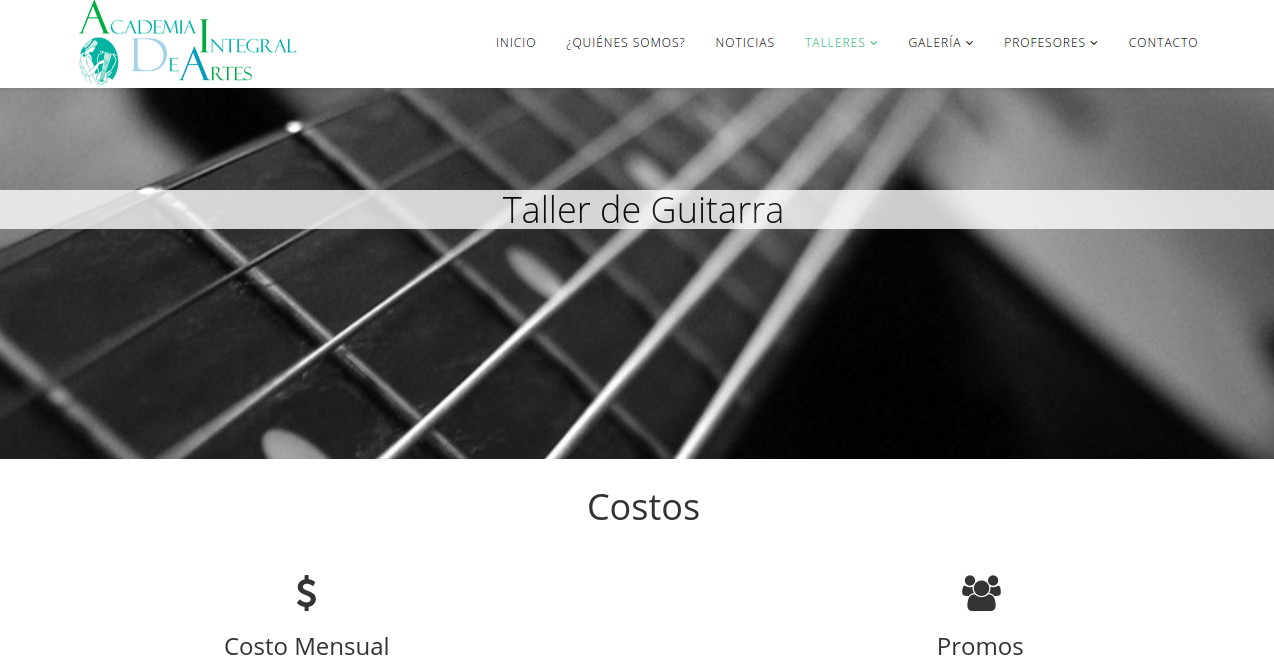 ACADEMIA
INTEGRAL
DE ARTES
INICIO
¿QUIÉNES SOMOS?
NOTICIAS
TALLERES
GALERÍA
PROFESORES
CONTACTO
Taller de Guitarra
Costos
$
Costo Mensual
Promos